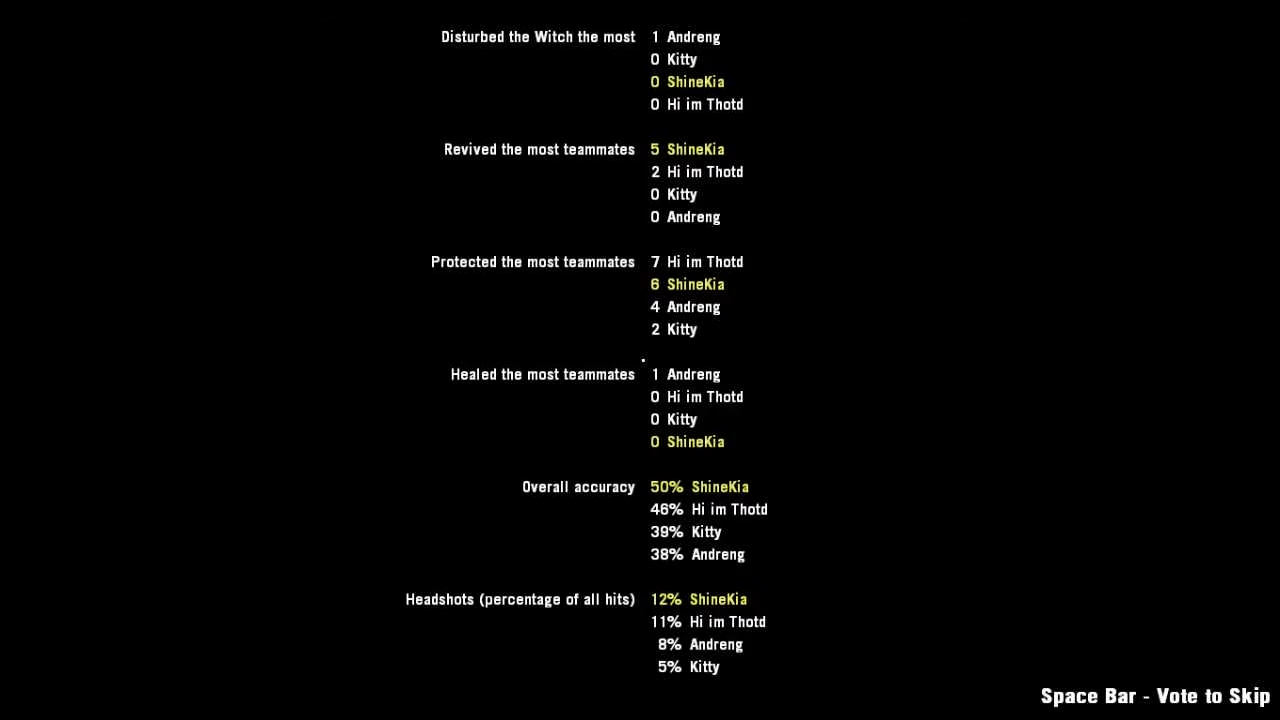 Disturbed the Witch the most 1 Andreng
0 Kitty
0 ShineKia
0 Hi im Thotd
Revived the most teammates 5 ShineKia
2 Hi im Thotd
0 Kitty
0 Andreng
Protected the most teammates 7 Hi im Thotd
6 ShineKia
4 Andreng
2 Kitty
Healed the most teammates 1 Andreng
0 Hi im Thotd
0 Kitty
0 ShineKia
Overall accuracy 50% ShineKia
46% Hi im Thotd
39% Kitty
38% Andreng
Headshots (percentage of all hits) 12% ShineKia
11% Hi im Thotd
8% Andreng
5% Kitty
Space Bar - Vote to Skip